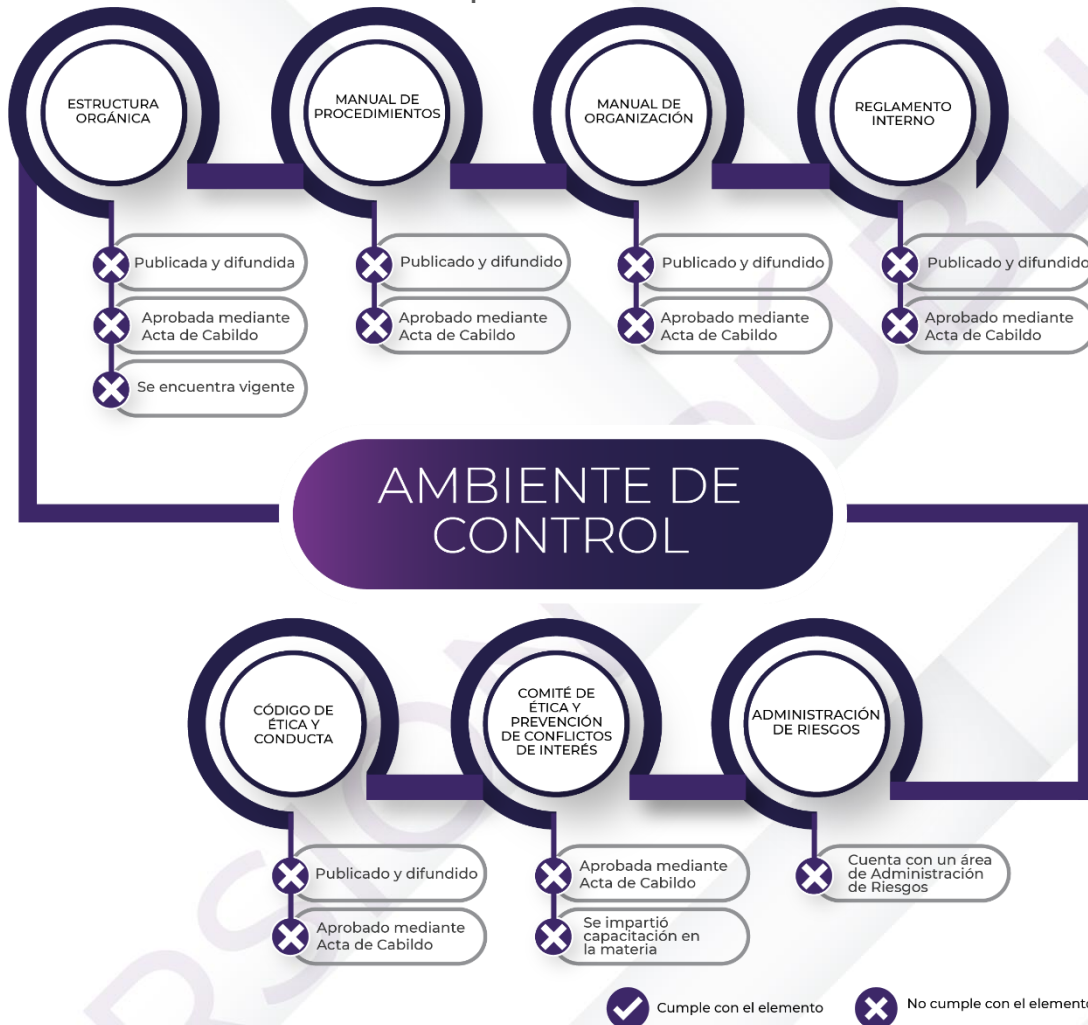 ESTRUCTURA
ORGÁNICA
MANUAL DE
PROCEDIMIENTOS
MANUAL DE
ORGANIZACIÓN
REGLAMENTO
INTERNO
Publicada y difundida
Aprobada mediante
Acta de Cabildo
Se encuentra vigente
Publicado y difundido
Aprobado mediante
Acta de Cabildo
Publicado y difundido
Aprobado mediante
Acta de Cabildo
Publicado y difundido
Aprobado mediante
Acta de Cabildo
AMBIENTE DE
CONTROL
CÓDIGO DE
ÉTICA Y
CONDUCTA
COMITÉ DE
ÉTICA Y
PREVENCIÓN
DE CONFLICTOS
DE INTERÉS
ADMINISTRACIÓN
DE RIESGOS
Publicado y difundido
Aprobado mediante
Acta de Cabildo
Aprobada mediante
Acta de Cabildo
Se impartió
capacitación en
la materia
Cuenta con un área
de Administración
de Riesgos
Cumple con el elemento
No cumple con el elemento